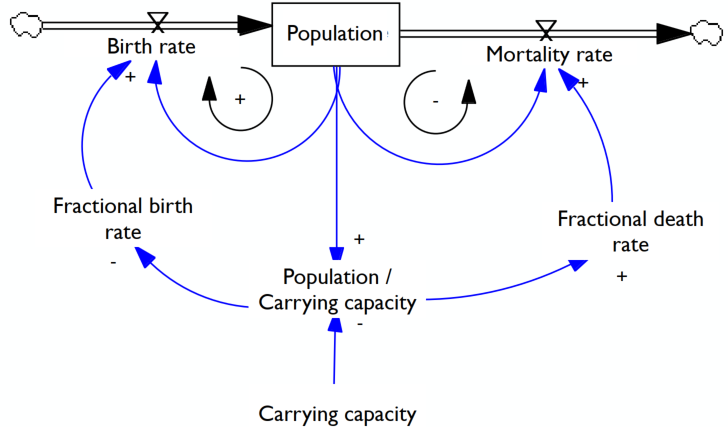 Population
Birth rate
Mortality rate
+
+
+
-
Fractional birth
rate
-
Fractional death
rate
+
+
Population /
Carrying capacity
-
Carrying capacity